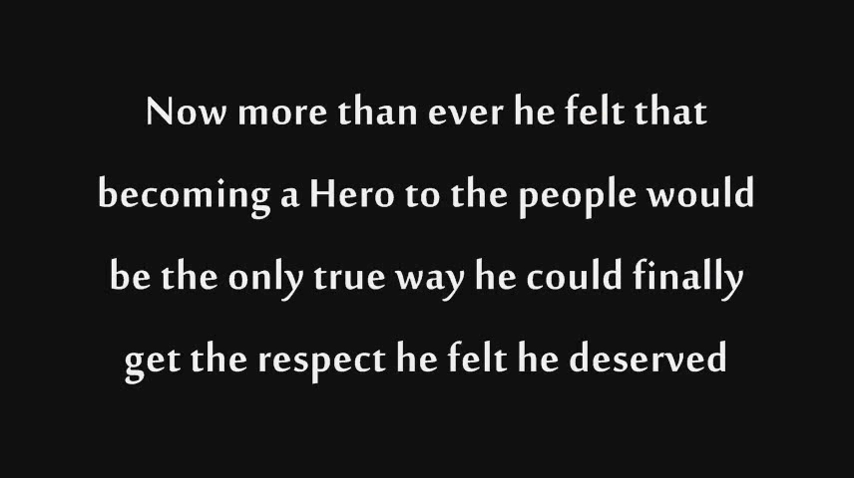 Now more than ever he felt that
becoming a Hero to the people would
be the only true way he could finally
get the respect he felt he deserved